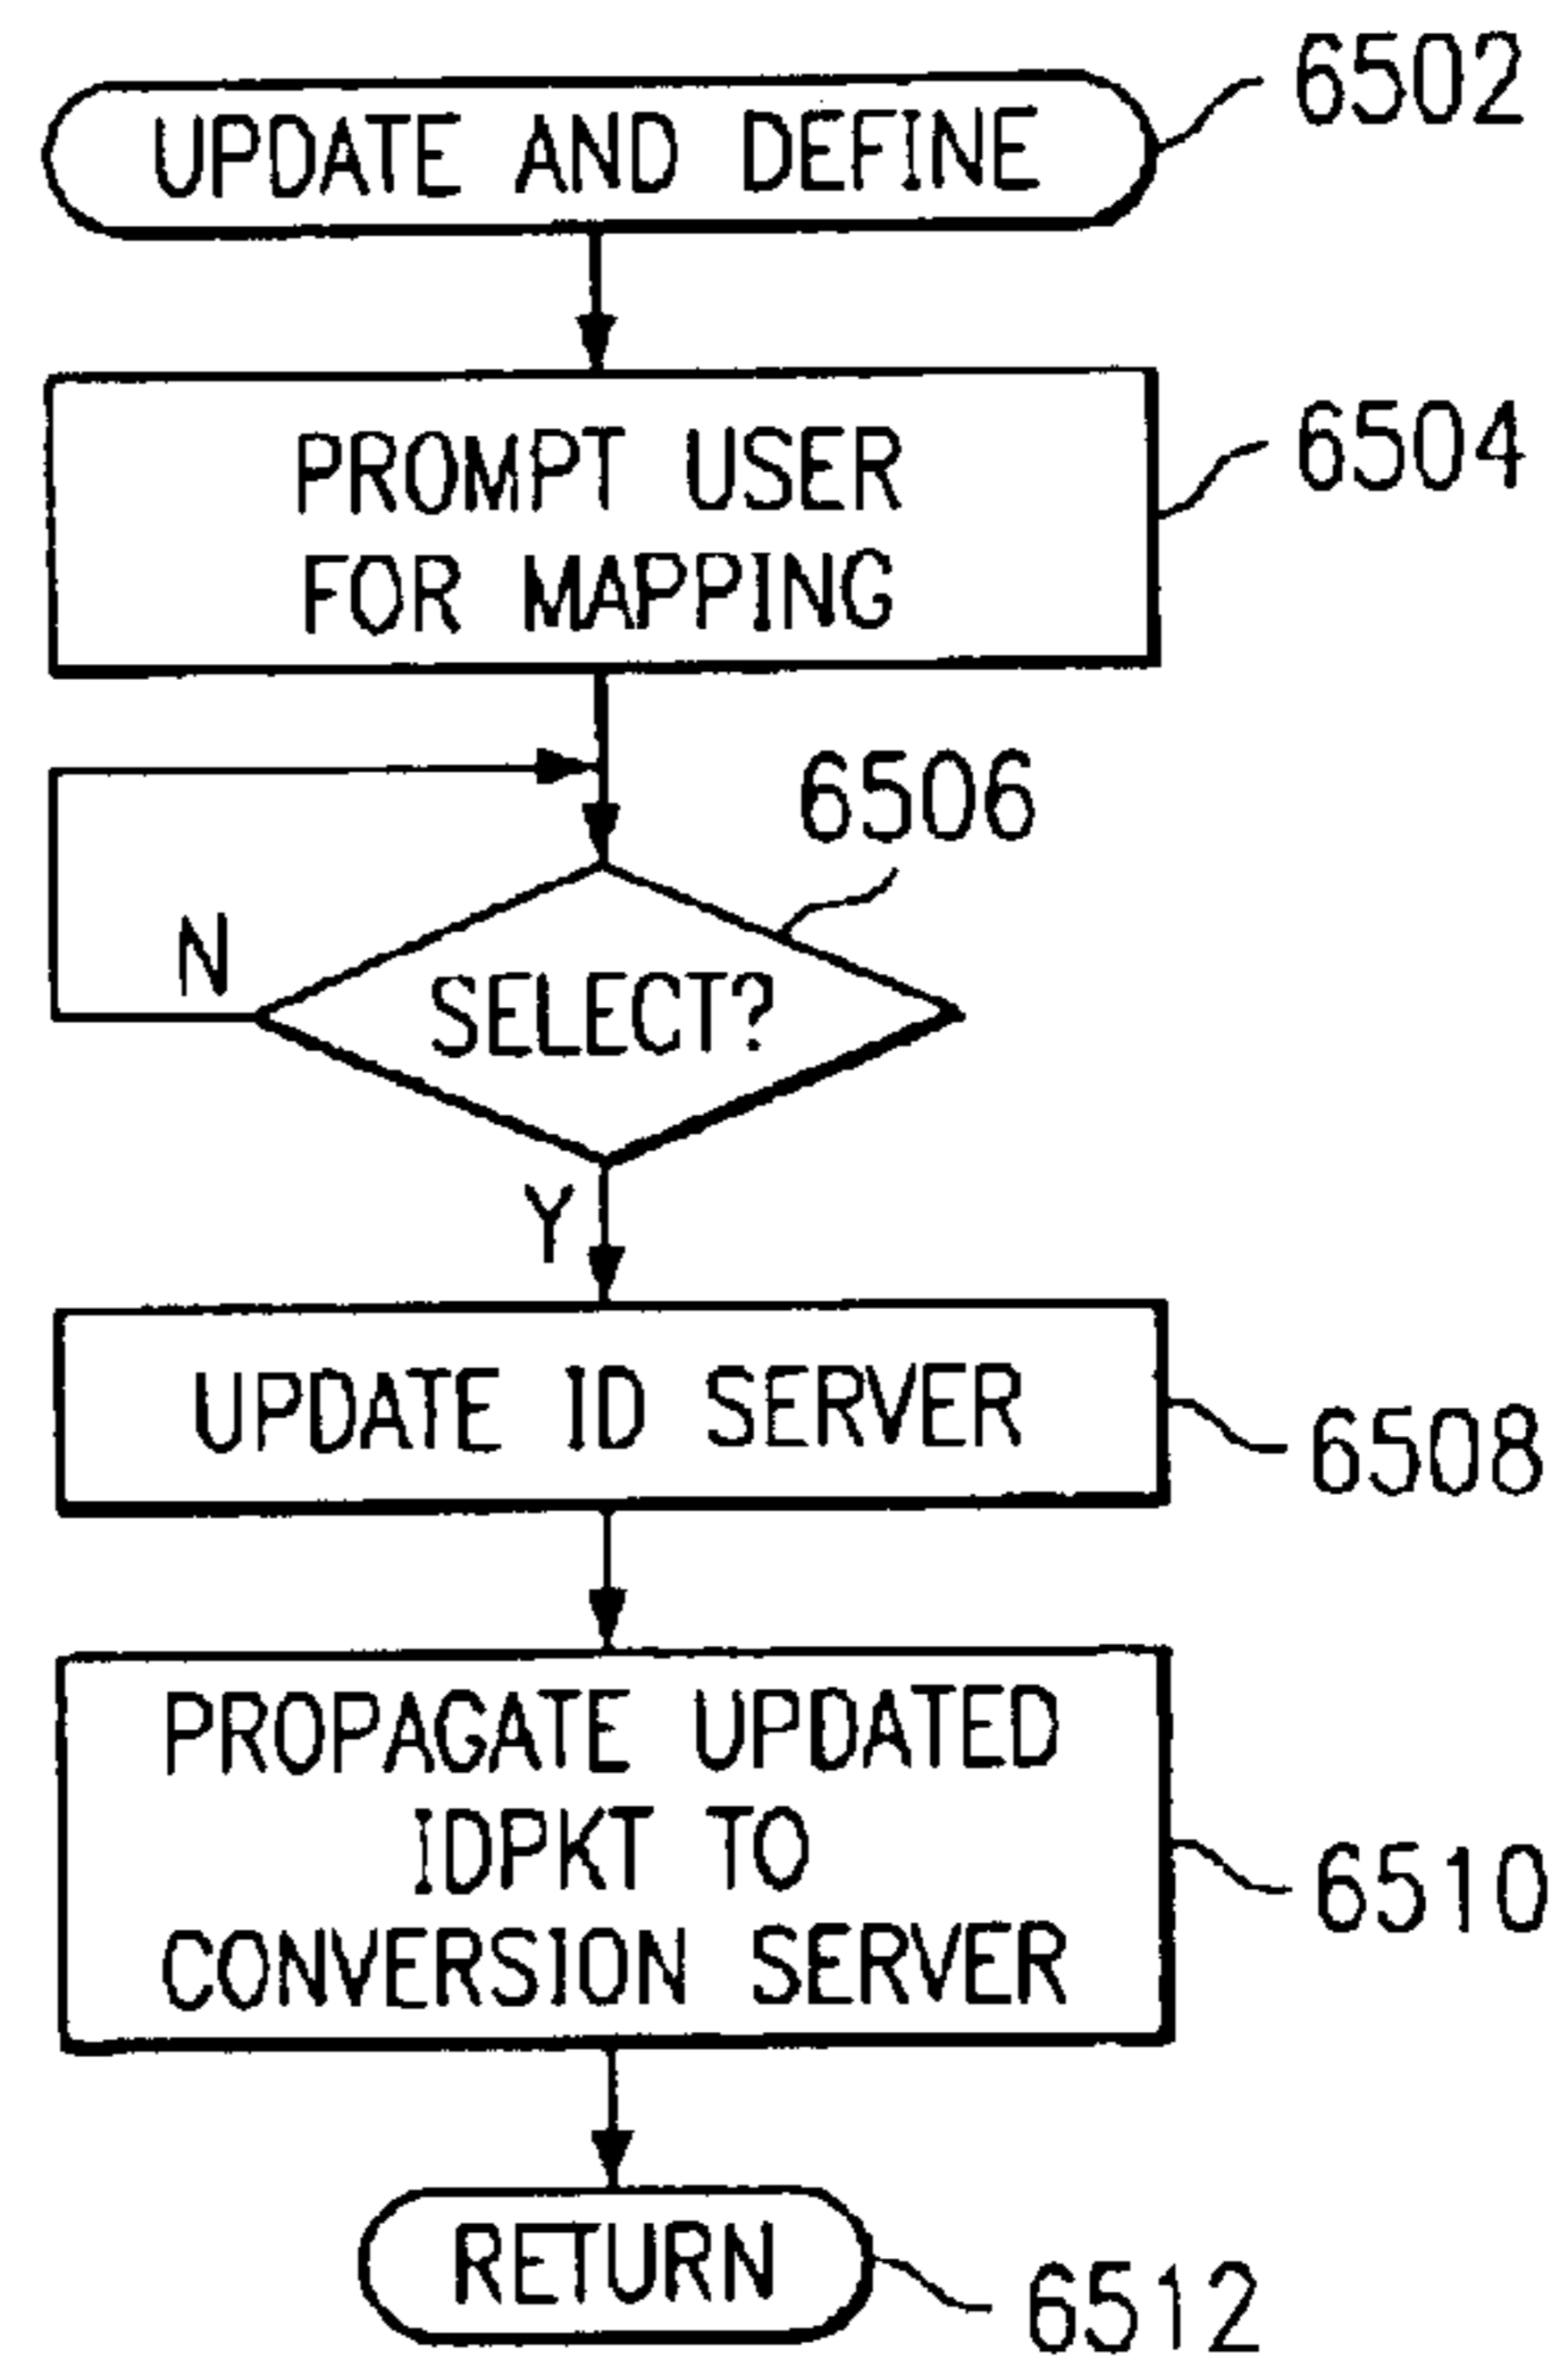 UPDATE AND DEFINE
6502
PROMPT USER
FOR MAPPING
6504
6506
N
SELECT?
Y
UPDATE ID SERVER
6508
PROPAGATE UPDATED
IDPKT TO
CONVERSION SERVER
6510
RETURN
6512